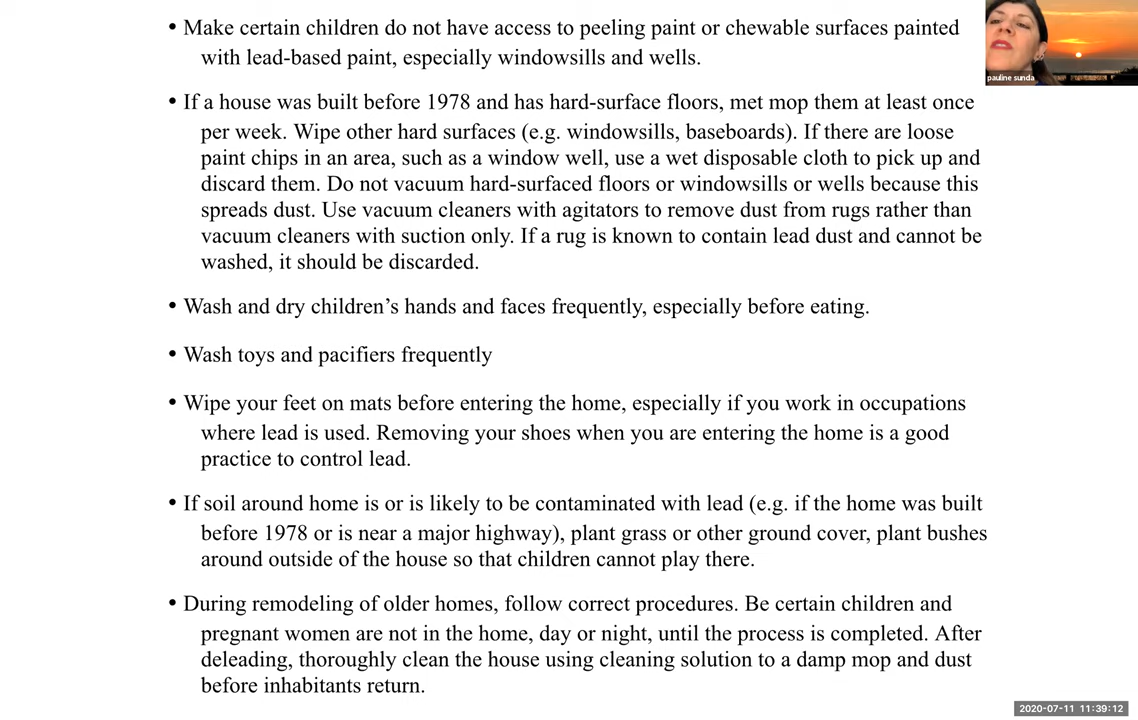 • Make certain children do not have access to peeling paint or chewable surfaces painted
with lead-based paint, especially windowsills and wells.
• If a house was built before 1978 and has hard-surface floors, met mop them at least once
per week. Wipe other hard surfaces (e.g. windowsills, baseboards). If there are loose
paint chips in an area, such as a window well, use a wet disposable cloth to pick up and
discard them. Do not vacuum hard-surfaced floors or windowsills or wells because this
spreads dust. Use vacuum cleaners with agitators to remove dust from rugs rather than
vacuum cleaners with suction only. If a rug is known to contain lead dust and cannot be
washed, it should be discarded.
• Wash and dry children’s hands and faces frequently, especially before eating.
• Wash toys and pacifiers frequently
• Wipe your feet on mats before entering the home, especially if you work in occupations
where lead is used. Removing your shoes when you are entering the home is a good
practice to control lead.
• If soil around home is or is likely to be contaminated with lead (e.g. if the home was built
before 1978 or is near a major highway), plant grass or other ground cover, plant bushes
around outside of the house so that children cannot play there.
• During remodeling of older homes, follow correct procedures. Be certain children and
pregnant women are not in the home, day or night, until the process is completed. After
deleading, thoroughly clean the house using cleaning solution to a damp mop and dust
before inhabitants return.
pauline sunda
2020-07-11 11:39:12